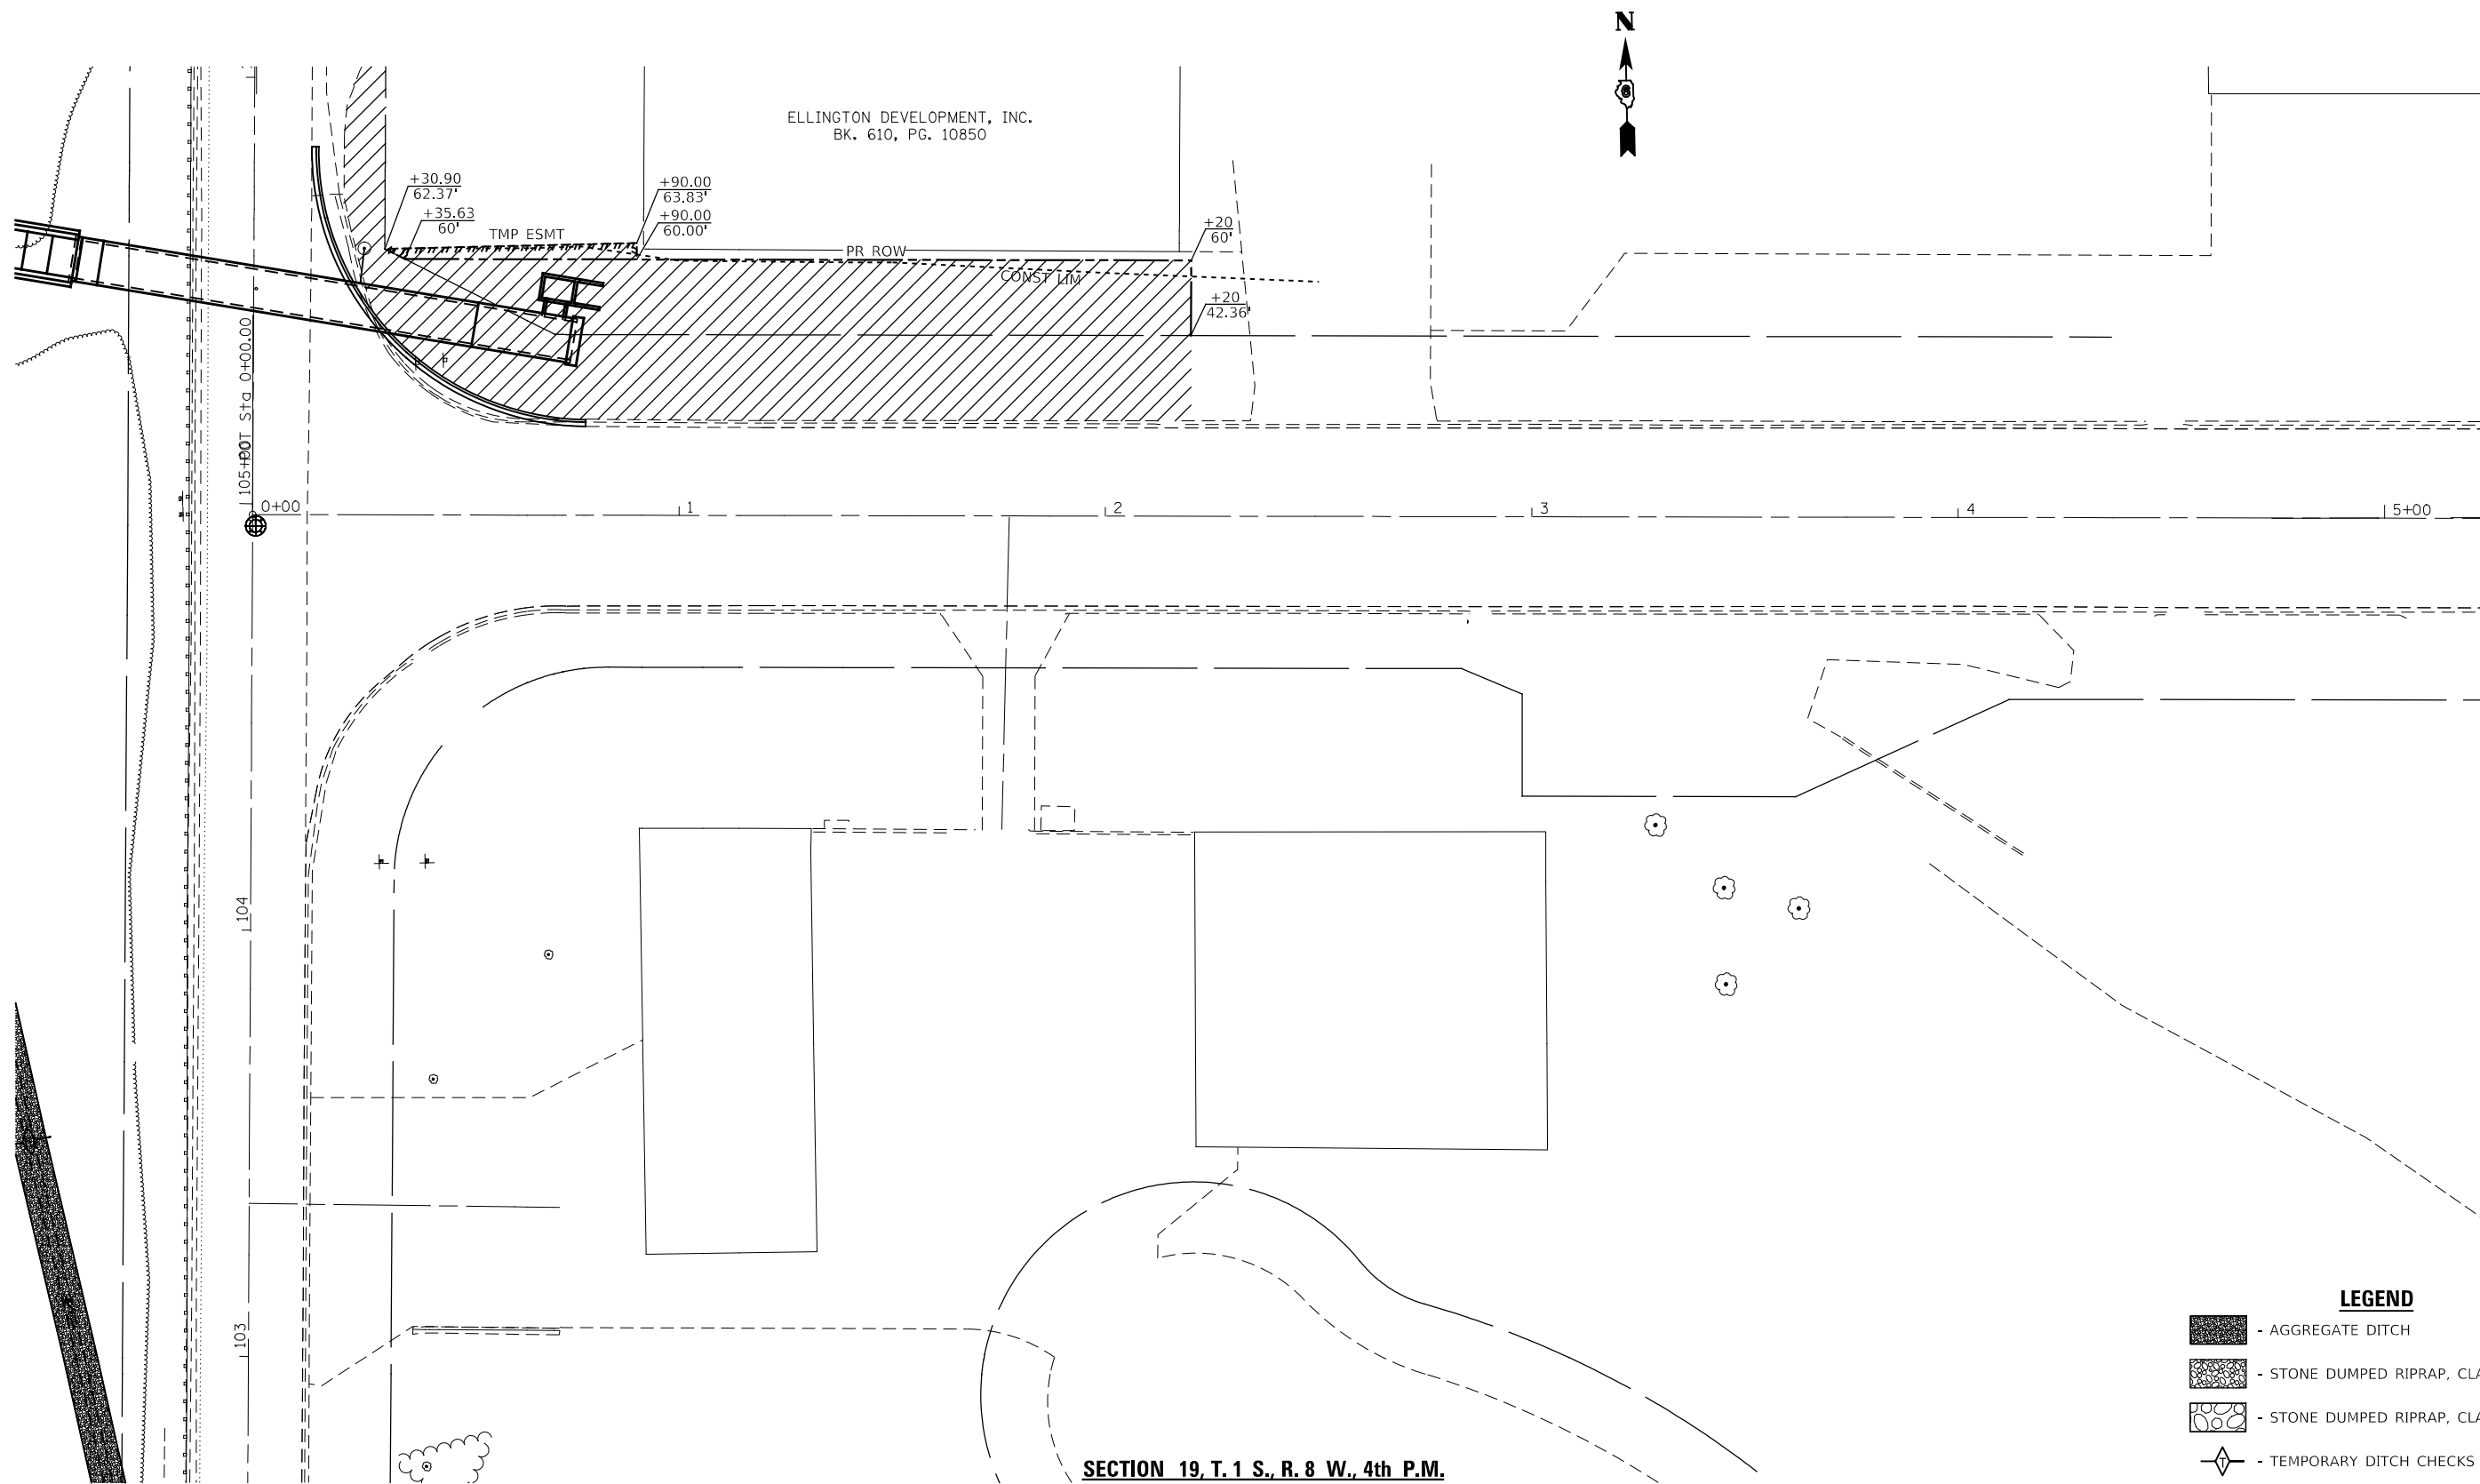 N
ELLINGTON DEVELOPMENT, INC.
BK. 610, PG. 10850
+30.90
62.37'
+35.63
60'
TMP ESMT
+90.00
63.83'
+90.00
60.00'
PR ROW
CONST LIM
+20
60'
+20
42.36'
105+00
POT Sta 0+00.00
0+00
1
2
3
4
5+00
104
103
LEGEND
- AGGREGATE DITCH
- STONE DUMPED RIPRAP, CLA
- STONE DUMPED RIPRAP, CLA
T - TEMPORARY DITCH CHECKS
SECTION 19, T. 1 S., R. 8 W., 4th P.M.